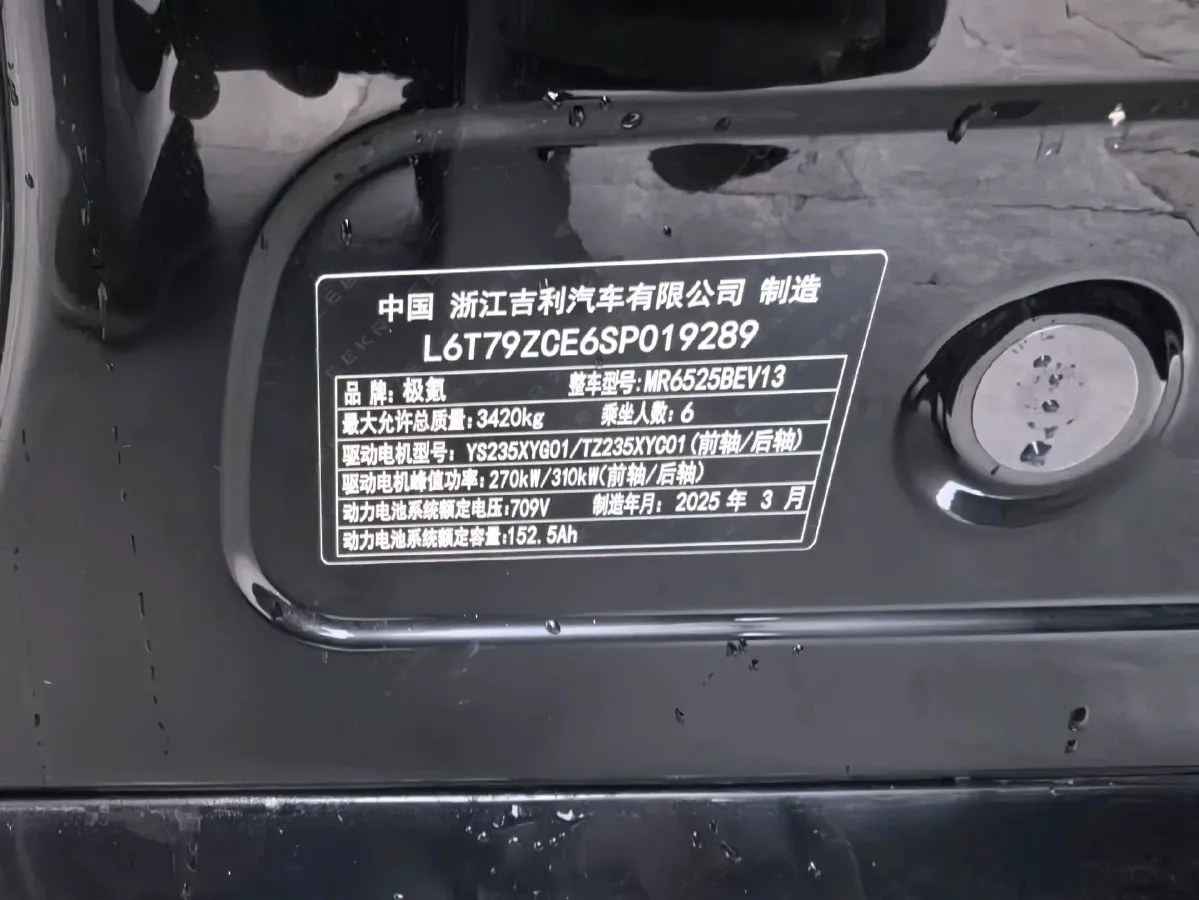 中国 浙江吉利汽车有限公司 制造
L6T79ZCE6SP019289
品牌:极氪 整车型号:MR6525BEV13
最大允许总质量:3420kg 乘坐人数:6
驱动电机型号:YS235XYG01/TZ235XYC01(前轴/后轴)
驱动电机峰值功率:270kW/310kW(前轴/后轴)
动力电池系统额定电压:709V 制造年月:2025年3月
动力电池系统额定容量:152.5Ah